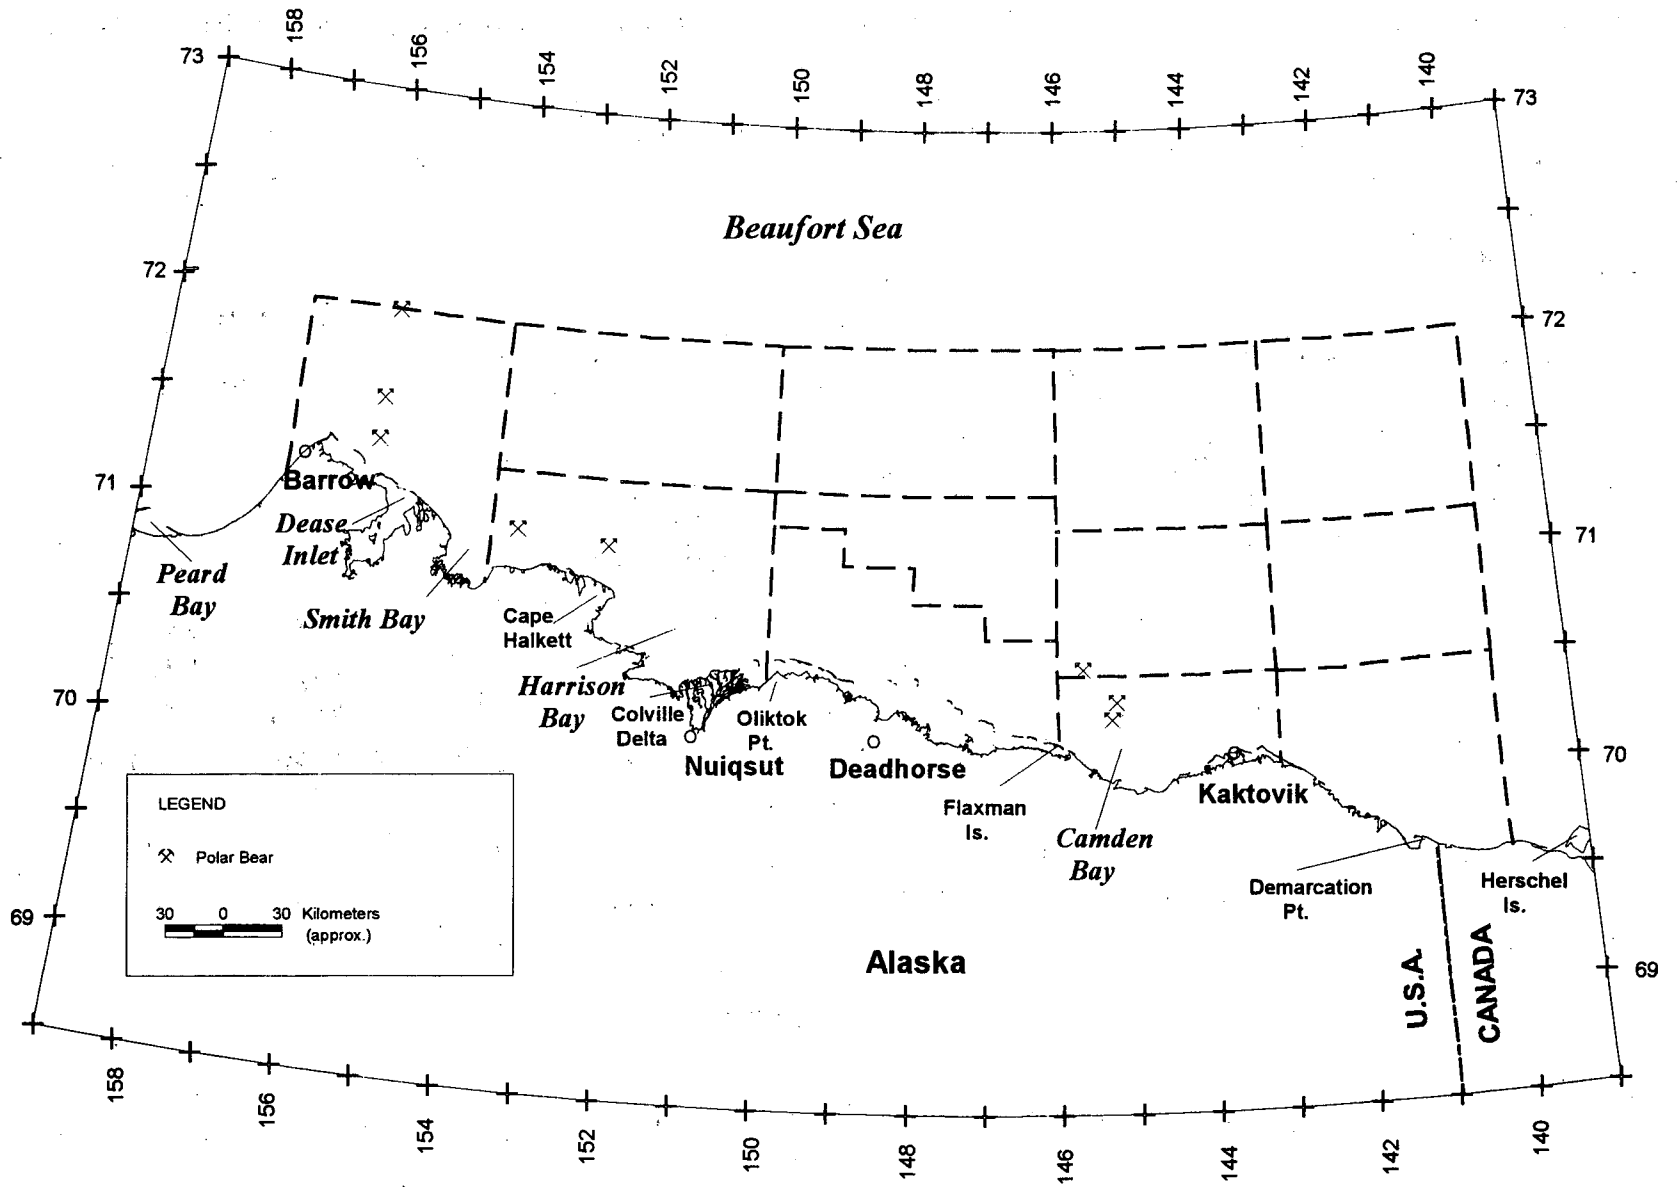 158
156
154
152
150
148
146
144
142
140
73
73
Beaufort Sea
72
72
71
Barrow
Dease
Inlet
71
Peard
Bay
Smith Bay
Cape
Halkett
Harrison
Bay
70
Colville
Delta
Oliktok
Pt.
70
Nuiqsut
Deadhorse
Kaktovik
Flaxman
Is.
Camden
Bay
Demarcation
Pt.
Herschel
Is.
LEGEND
Polar Bear
30 0 30 Kilometers
(approx.)
69
Alaska
U.S.A.
CANADA
69
158
156
154
152
150
148
146
144
142
140